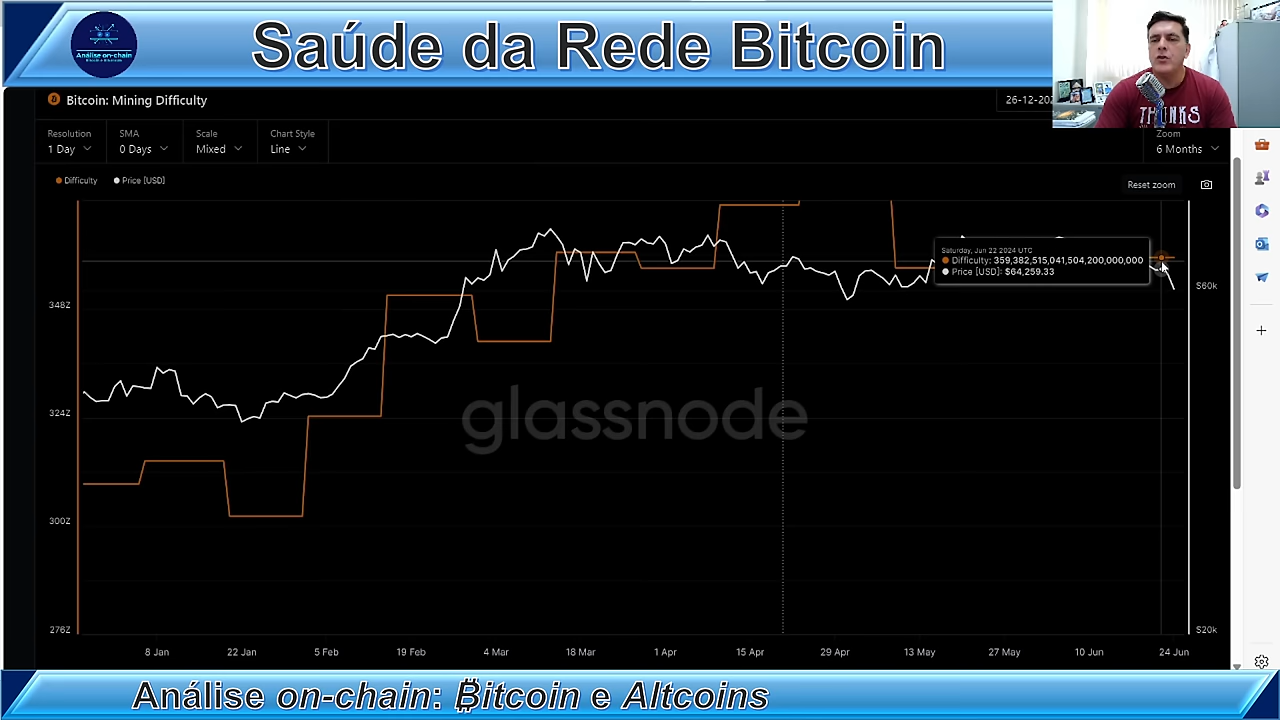 Saúde da Rede Bitcoin
Análise on-chain
Bitcoin: Mining Difficulty
26-12-202
Resolution
1 Day
SMA
0 Days
Scale
Mixed
Chart Style
Line
Zoom
6 Months
Difficulty
Price [USD]
Reset zoom
THINKS
Saturday, Jun 22 2024 UTC
Difficulty: 359,382,515,041,504,200,000,000
Price [USD]: $64,259.33
348Z
324Z
300Z
276Z
$60k
$20k
glassnode
8 Jan
22 Jan
5 Feb
19 Feb
4 Mar
18 Mar
1 Apr
15 Apr
29 Apr
13 May
27 May
10 Jun
24 Jun
Análise on-chain: ₿itcoin e Altcoins